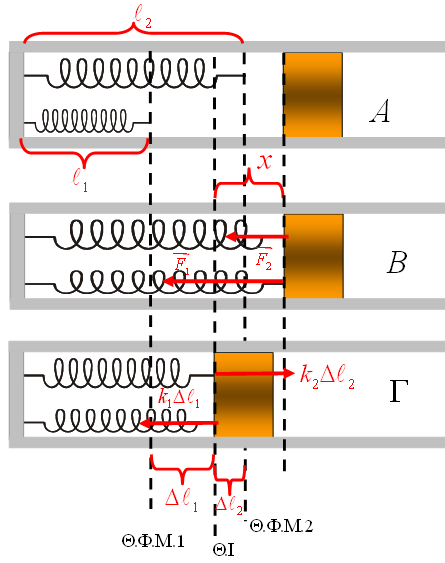 ℓ₂
A
ℓ₁
x
F₁ F₂
B
k₁Δℓ₁ k₂Δℓ₂ Γ
Δℓ₁ Δℓ₂
Θ.Φ.Μ.1 Θ.Ι Θ.Φ.Μ.2